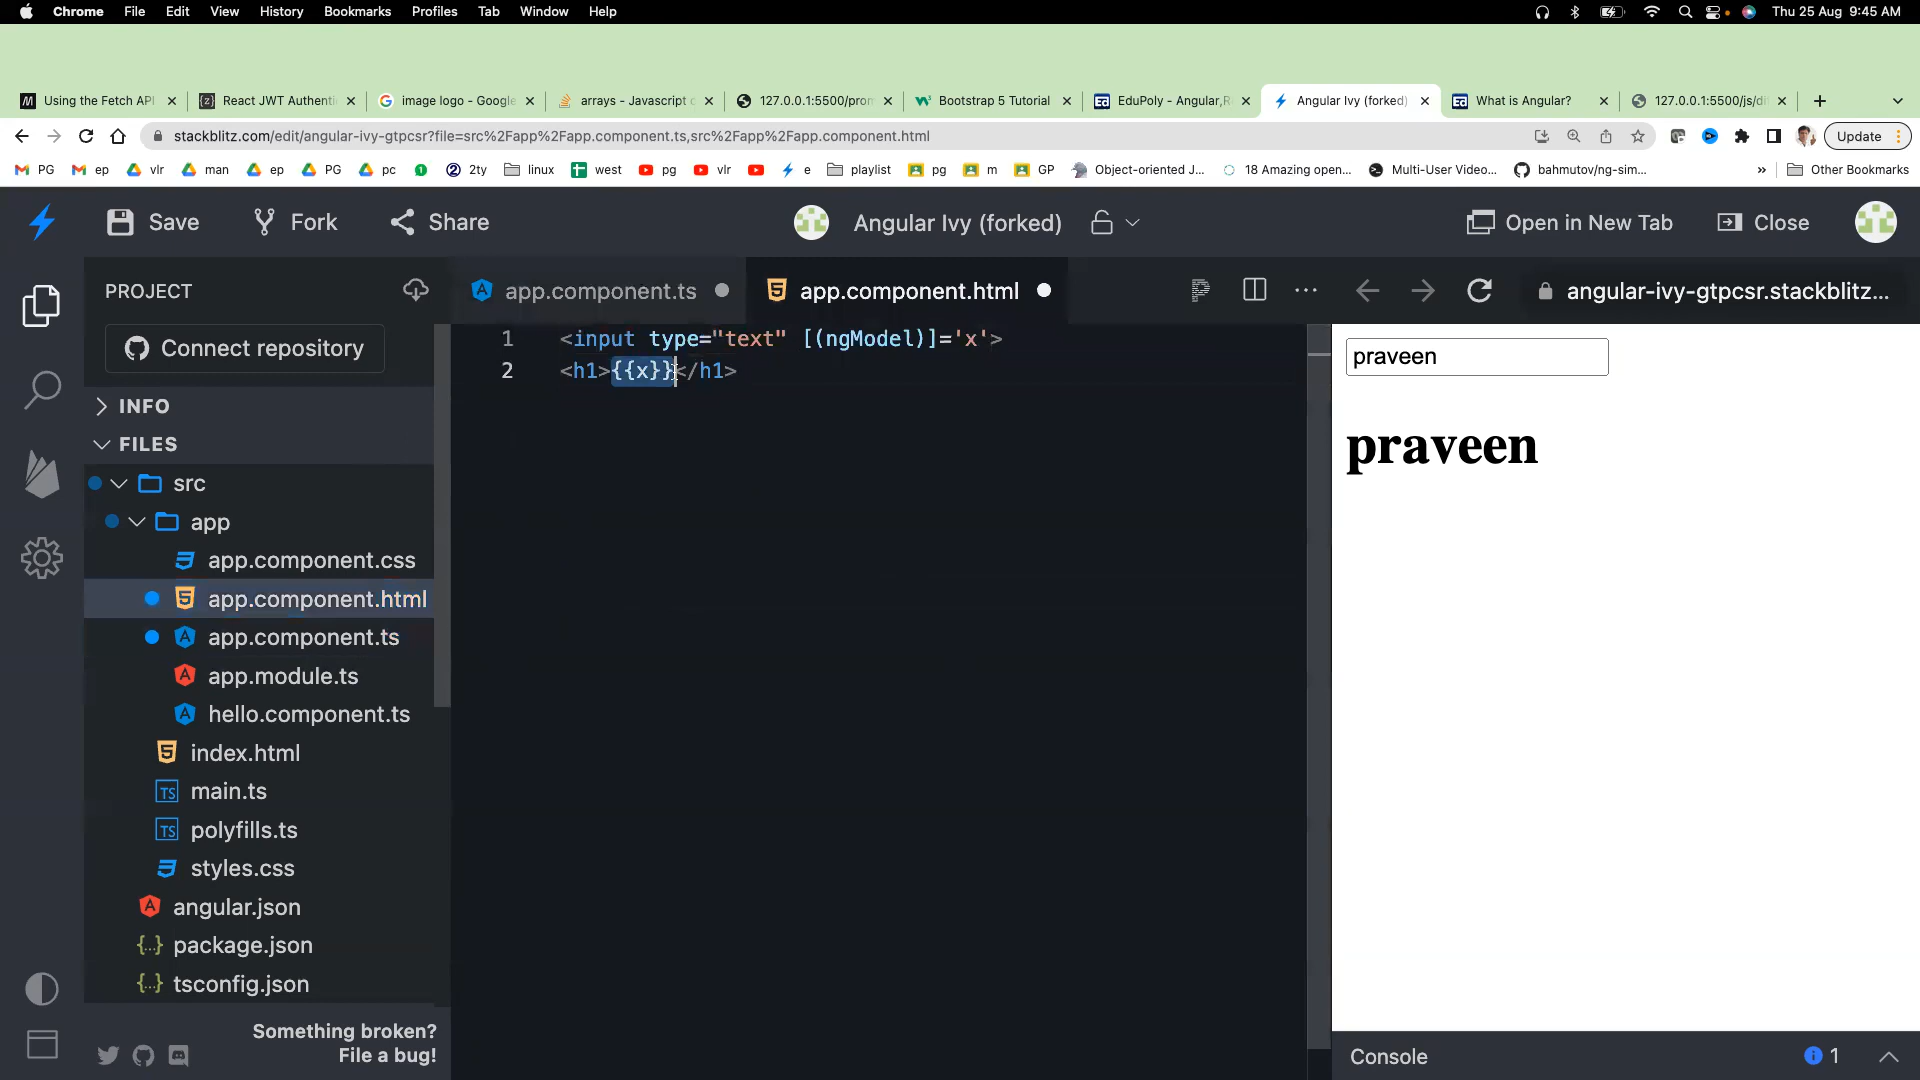 Chrome File Edit View History Bookmarks Profiles Tab Window Help Thu 25 Aug 9:45 AM
Using the Fetch API React JWT Authenti image logo - Google arrays - Javascript 127.0.0.1:5500/pron Bootstrap 5 Tutorial EduPoly - Angular,R Angular Ivy (forked) What is Angular? 127.0.0.1:5500/js/di
stackblitz.com/edit/angular-ivy-gtpcsr?file=src%2Fapp%2Fapp.component.ts,src%2Fapp%2Fapp.component.html Update
PG ep vlr man ep PG pc 2ty linux west pg vlr e playlist pg m GP Object-oriented J... 18 Amazing open... Multi-User Video... bahmutov/ng-sim... » Other Bookmarks
Save Fork Share Angular Ivy (forked) Open in New Tab Close
PROJECT app.component.ts app.component.html angular-ivy-gtpcsr.stackblitz...
Connect repository
INFO
FILES
src
app
app.component.css
app.component.html
app.component.ts
app.module.ts
hello.component.ts
index.html
main.ts
polyfills.ts
styles.css
angular.json
package.json
tsconfig.json
Something broken?
File a bug!
1 <input type="text" [(ngModel)]='x'>
2 <h1>{{x}}</h1>
praveen
praveen
Console 1